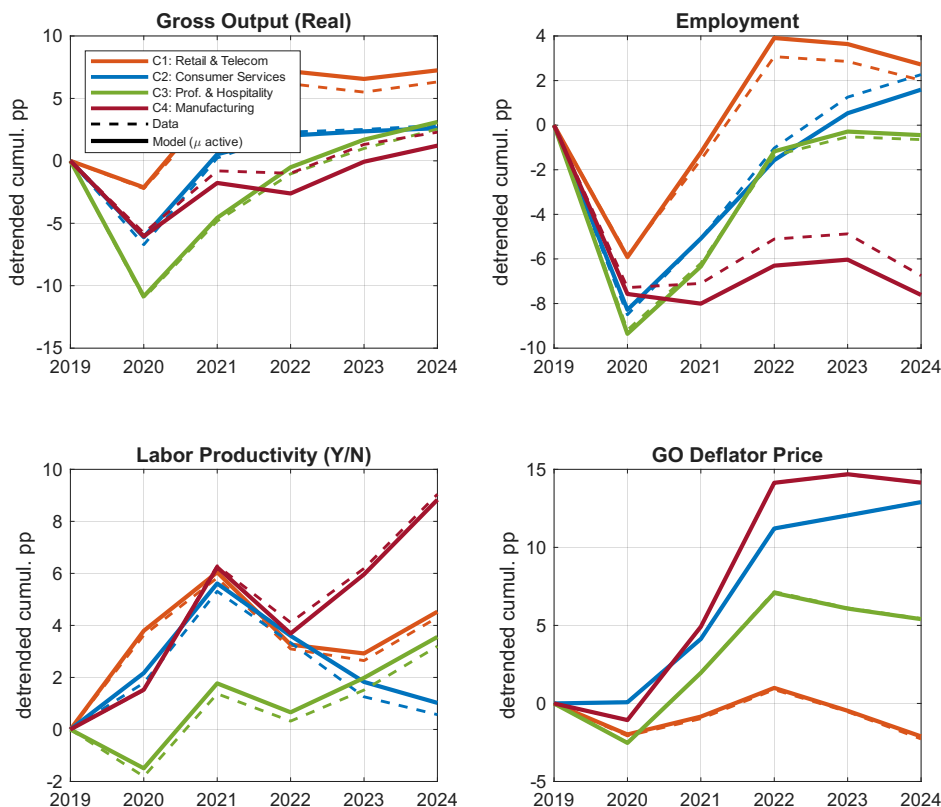 Gross Output (Real)
detrended cumul. pp
10
5
0
-5
-10
-15
2019 2020 2021 2022 2023 2024
C1: Retail & Telecom
C2: Consumer Services
C3: Prof. & Hospitality
C4: Manufacturing
Data
Model (μ active)
Employment
detrended cumul. pp
4
2
0
-2
-4
-6
-8
-10
2019 2020 2021 2022 2023 2024
Labor Productivity (Y/N)
detrended cumul. pp
10
8
6
4
2
0
-2
2019 2020 2021 2022 2023 2024
GO Deflator Price
detrended cumul. pp
15
10
5
0
-5
2019 2020 2021 2022 2023 2024